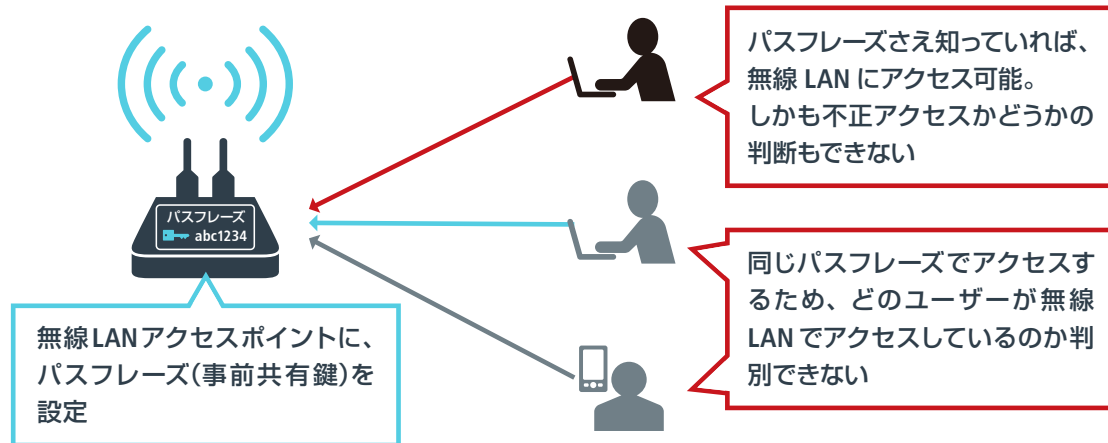 パスフレーズさえ知っていれば、
無線 LAN にアクセス可能。
しかも不正アクセスかどうかの
判断もできない
パスフレーズ
abc1234
同じパスフレーズでアクセスす
るため、どのユーザーが無線
LAN でアクセスしているのか判
別できない
無線LANアクセスポイントに、
パスフレーズ(事前共有鍵)を
設定